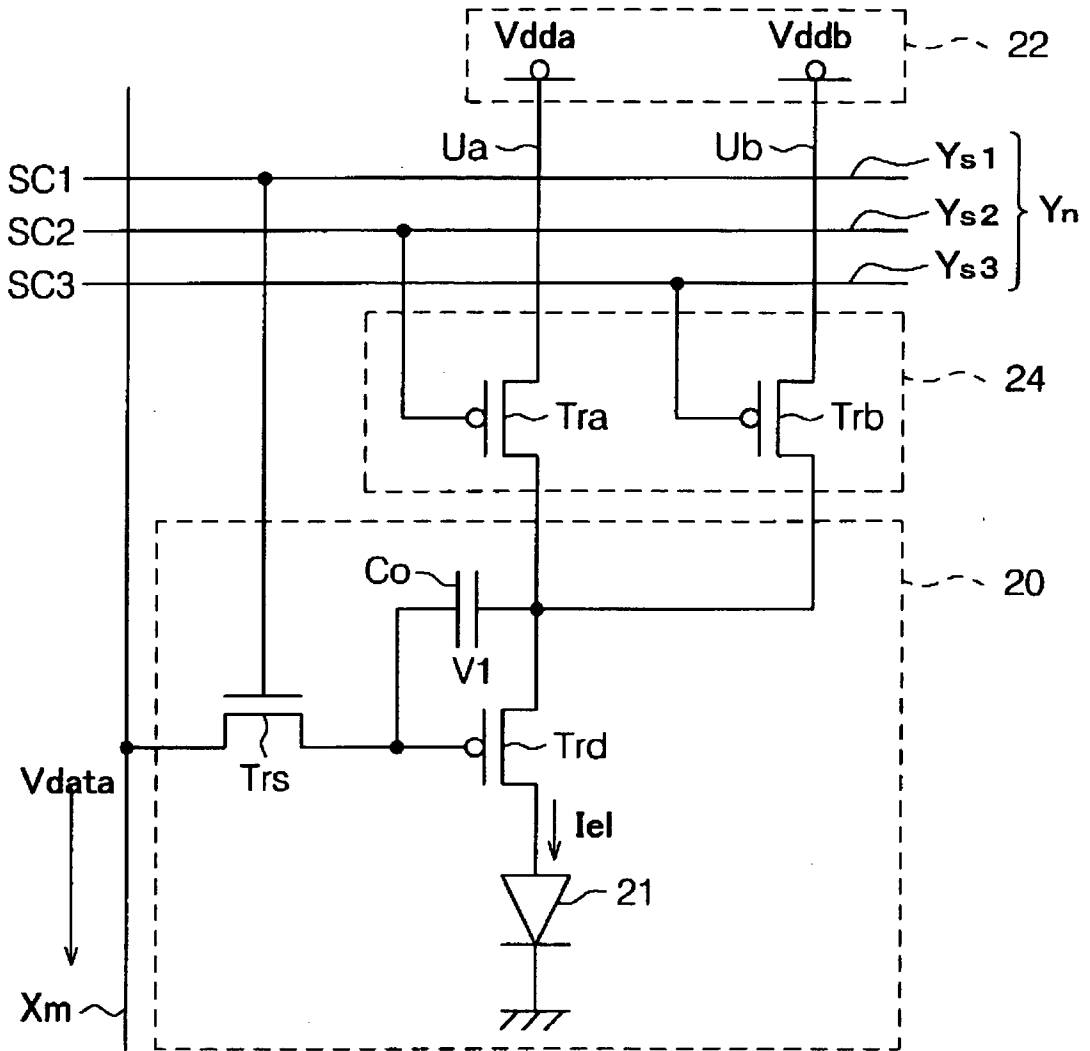 Vdda
Vddb
22
Ua
Ub
SC1
Ys1
SC2
Ys2
Yn
SC3
Ys3
24
Tra
Trb
Co
20
V1
Trd
Trs
Vdata
Iel
21
Xm